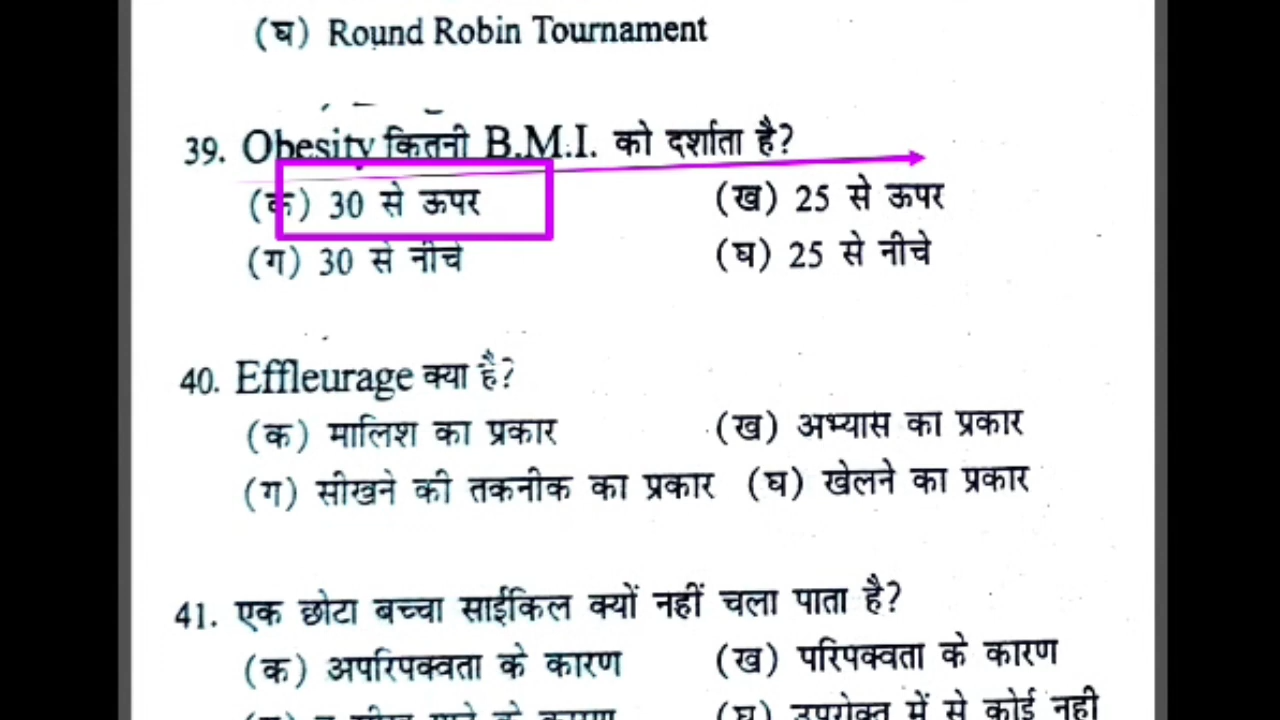 (घ) Round Robin Tournament
39. Obesity कितनी B.M.I. को दर्शाता है?
(क) 30 से ऊपर (ख) 25 से ऊपर
(ग) 30 से नीचे (घ) 25 से नीचे
40. Effleurage क्या है?
(क) मालिश का प्रकार (ख) अभ्यास का प्रकार
(ग) सीखने की तकनीक का प्रकार (घ) खेलने का प्रकार
41. एक छोटा बच्चा साईकिल क्यों नहीं चला पाता है?
(क) अपरिपक्वता के कारण (ख) परिपक्वता के कारण
के कारण (घ) उपरोक्त में से कोई नहीं